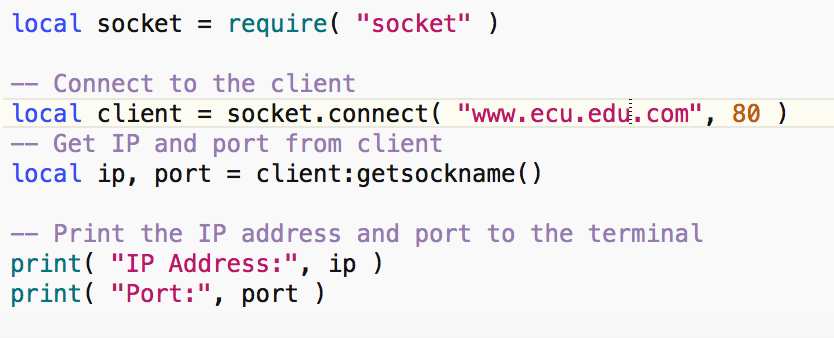 local socket = require( "socket" )
-- Connect to the client
local client = socket.connect( "www.ecu.edu.com", 80 )
-- Get IP and port from client
local ip, port = client:getsockname()
-- Print the IP address and port to the terminal
print( "IP Address:", ip )
print( "Port:", port )